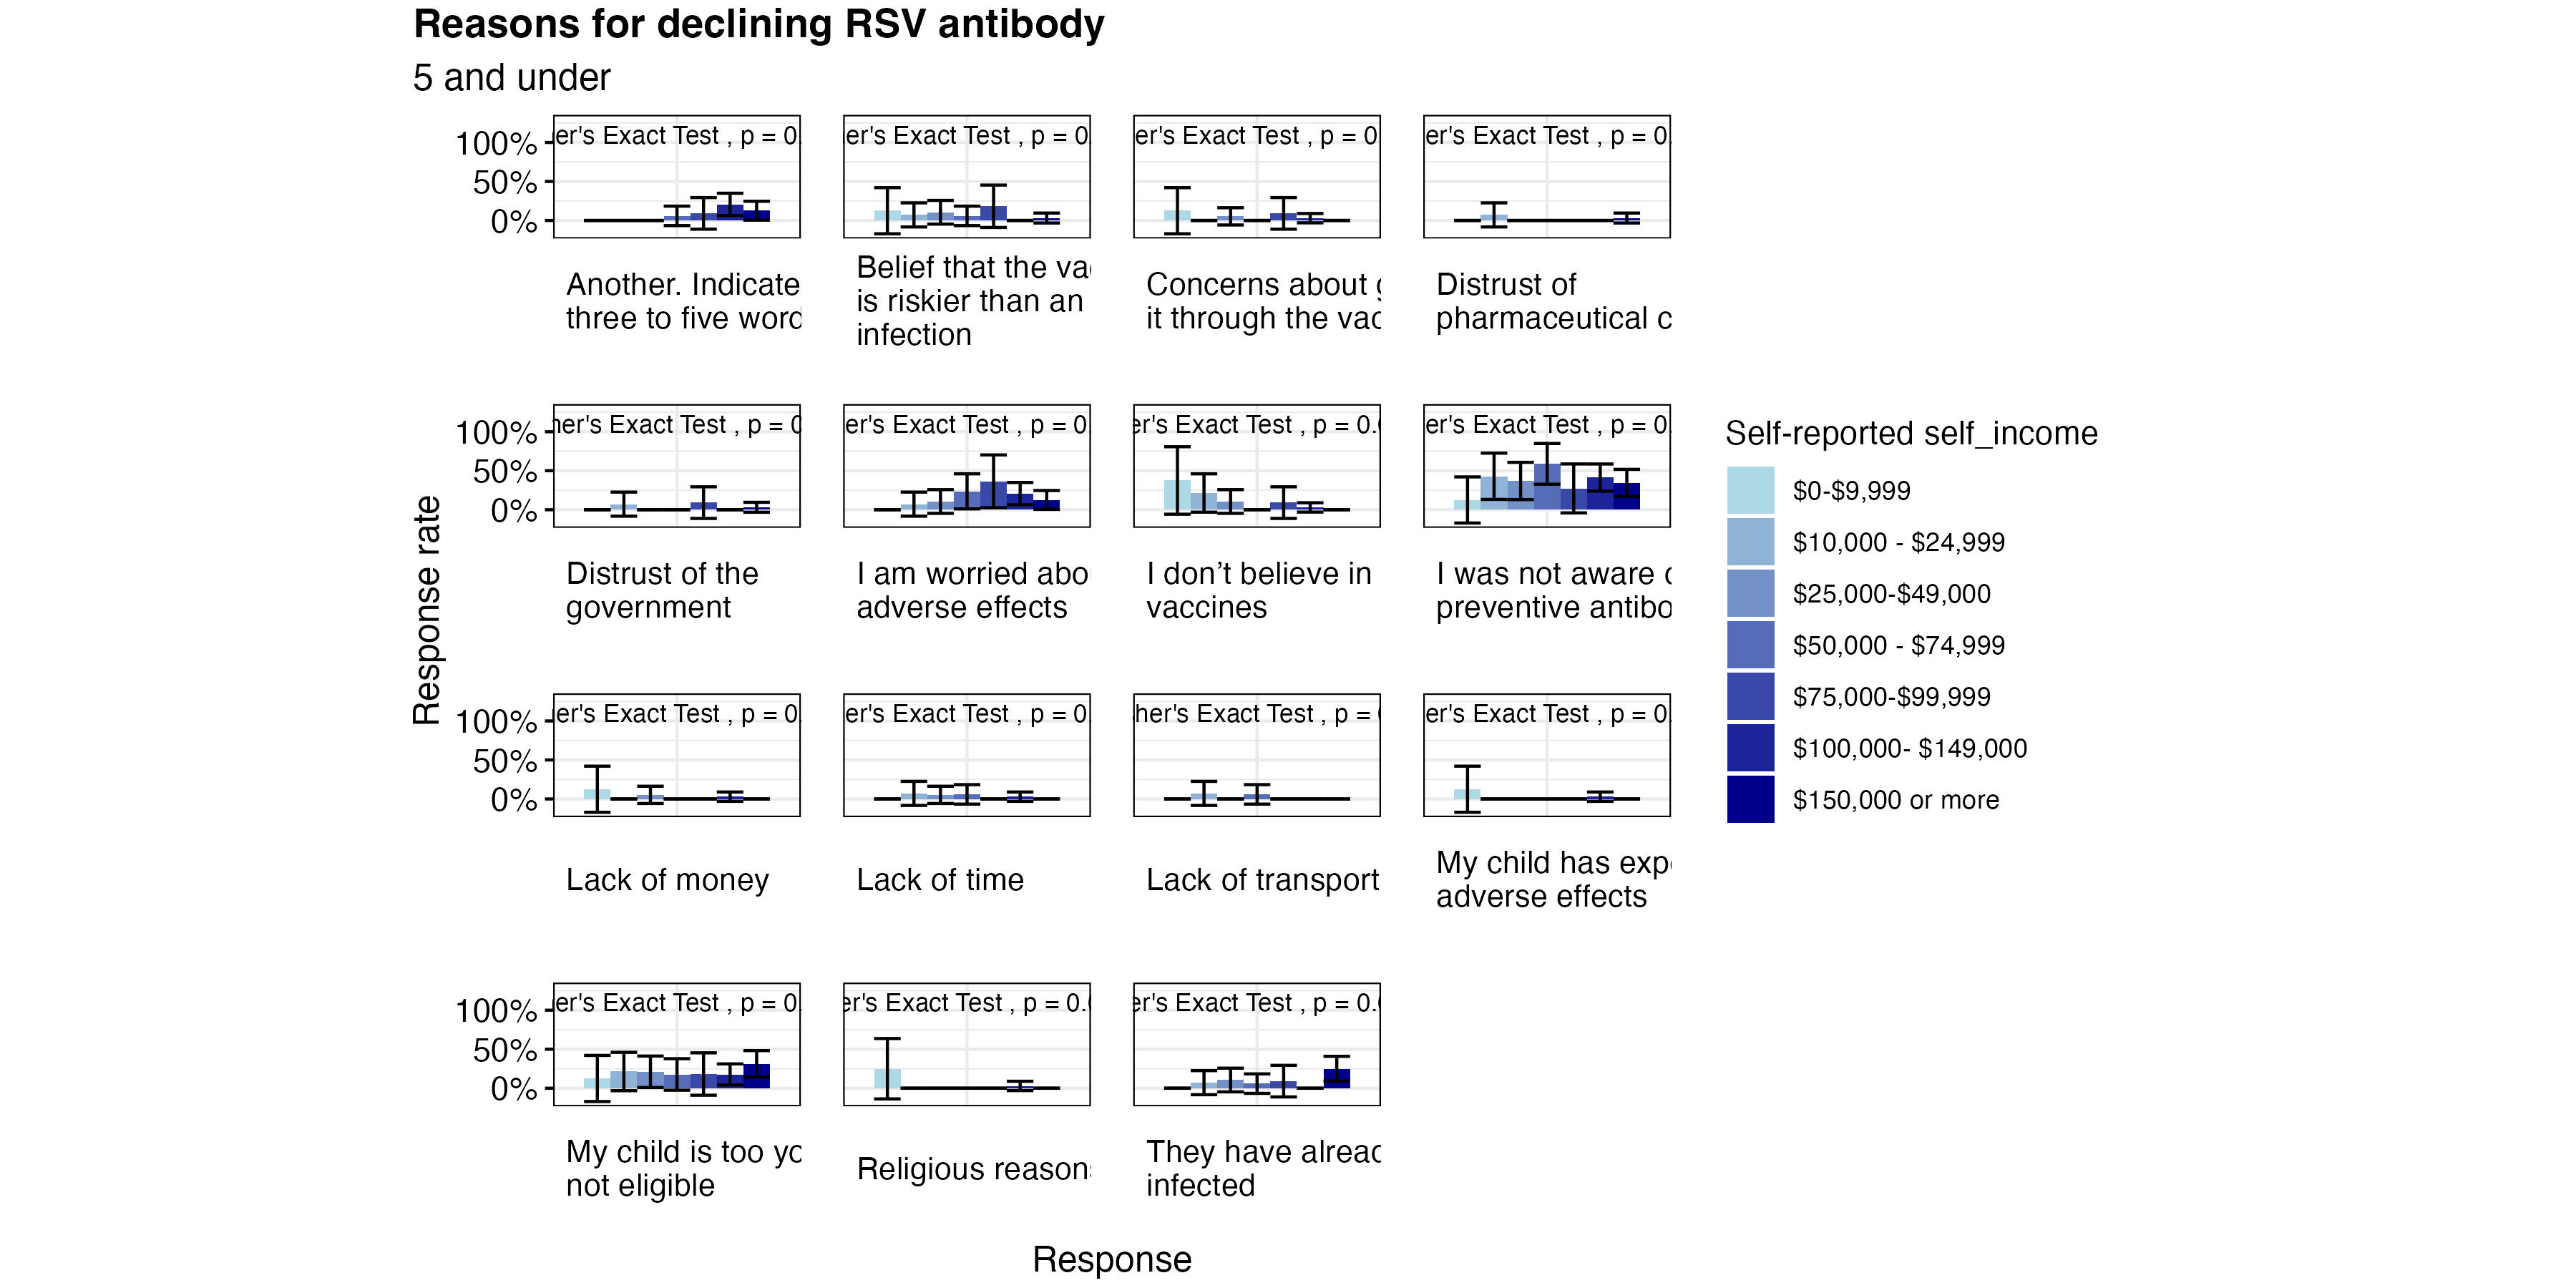 Reasons for declining RSV antibody
5 and under
100%
50%
0%
er's Exact Test , p = 0.
er's Exact Test , p = 0
er's Exact Test , p = 0
er's Exact Test , p = 0.
Another. Indicate
three to five word
Belief that the va
is riskier than an
infection
Concerns about
it through the vac
Distrust of
pharmaceutical c
Response rate
100%
50%
0%
her's Exact Test , p = 0
er's Exact Test , p = 0.
er's Exact Test , p = 0.
er's Exact Test , p = 0.
Distrust of the
government
I am worried abo
adverse effects
I don’t believe in
vaccines
I was not aware
preventive antibo
Self-reported self_income
$0-$9,999
$10,000 - $24,999
$25,000-$49,000
$50,000 - $74,999
$75,000-$99,999
$100,000- $149,000
$150,000 or more
100%
50%
0%
er's Exact Test , p = 0.
er's Exact Test , p = 0.
her's Exact Test , p =
er's Exact Test , p = 0.
Lack of money
Lack of time
Lack of transport
My child has exp
adverse effects
100%
50%
0%
er's Exact Test , p = 0.
er's Exact Test , p = 0.
er's Exact Test , p = 0.
My child is too yo
not eligible
Religious reasons
They have alread
infected
Response